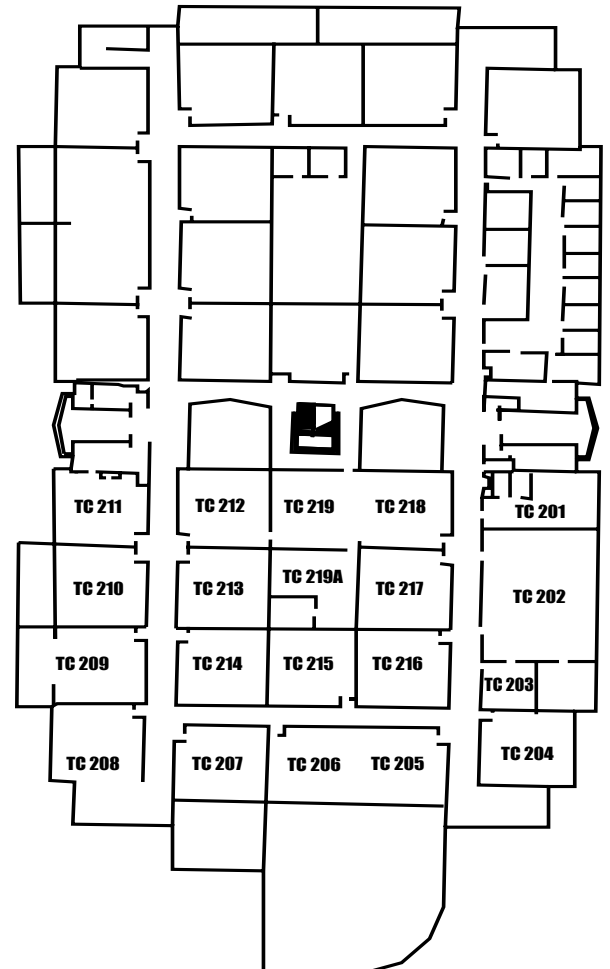 TC 211
TC 212
TC 219
TC 218
TC 201
TC 210
TC 213
TC 219A
TC 217
TC 202
TC 209
TC 214
TC 215
TC 216
TC 203
TC 208
TC 207
TC 206
TC 205
TC 204